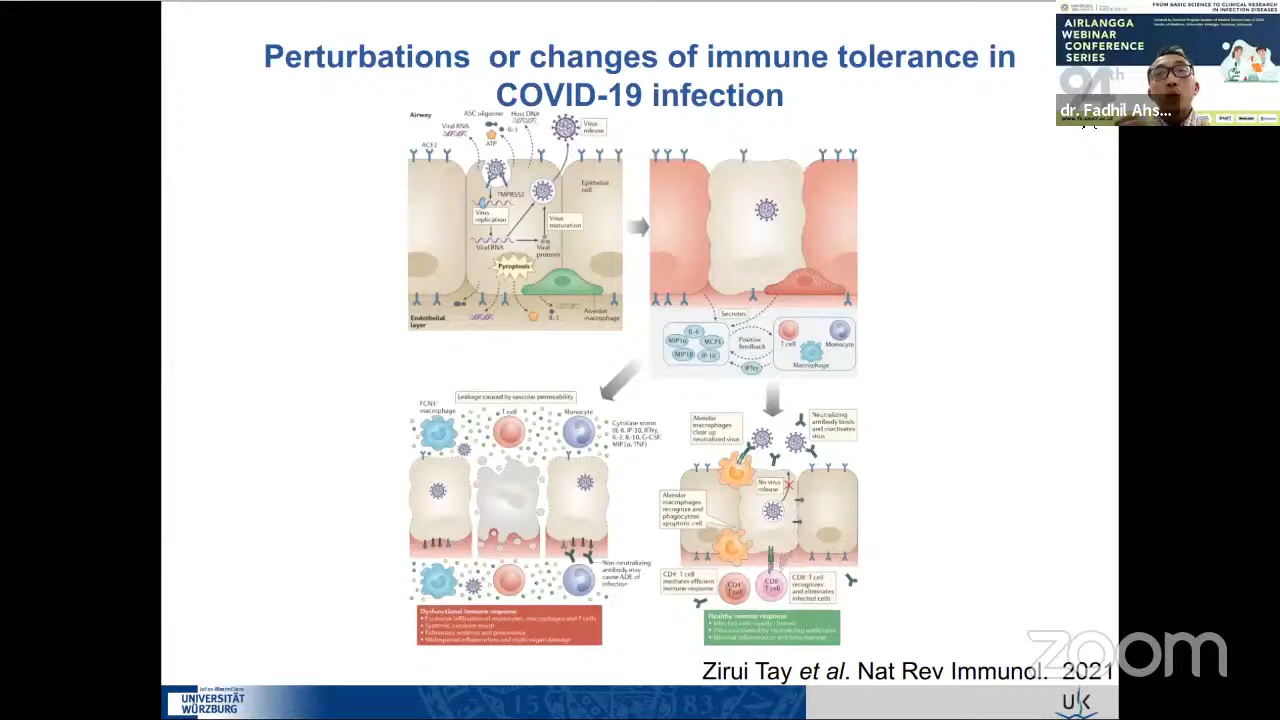 Perturbations or changes of immune tolerance in
COVID-19 infection
Airway
ASC oligomer
Host DNA
Viral RNA
IL-1
ATP
Virus
release
ACE2
Epithelial
cell
TMPRSS2
Virus
replication
Virus
maturation
Viral RNA
Viral
proteins
Pyroptosis
Endothelial
layer
IL-1
Alveolar
macrophage
Secretes
IL-6
MIP1α
MCP1
MIP1β
IP-10
Positive
feedback
IFNγ
T cell
Monocyte
Macrophage
Leakage caused by vascular permeability
FCN1+
macrophage
T cell
Monocyte
Cytokine storm
(IL-6, IP-10, IFNγ,
IL-2, IL-10, G-CSF,
MIP1α, TNF)
Non-neutralizing
antibody may
cause ADE of
infection
Dysfunctional immune response
• Excessive infiltration of monocytes, macrophages and T cells
• Systemic cytokine storm
• Pulmonary oedema and pneumonia
• Widespread inflammation and multi-organ damage
Alveolar
macrophages
clear up
neutralized virus
Neutralizing
antibody binds
and inactivates
virus
No virus
release
Alveolar
macrophages
recognize and
phagocytose
apoptotic cell
CD4+ T cell
mediates efficient
immune response
CD4+
T cell
CD8+
T cell
CD8+ T cell
recognizes
and eliminates
infected cells
Healthy immune response
• Infected cells rapidly cleared
• Virus inactivated by neutralizing antibodies
• Minimal inflammation and lung damage
Zirui Tay et al. Nat Rev Immunol. 2021
Julius-Maximilians-
UNIVERSITÄT
WÜRZBURG
UK
zoom
FROM BASIC SCIENCE TO CLINICAL RESEARCH
IN INFECTION DISEASES
AIRLANGGA
WEBINAR
CONFERENCE
SERIES
dr. Fadhil Ahs...